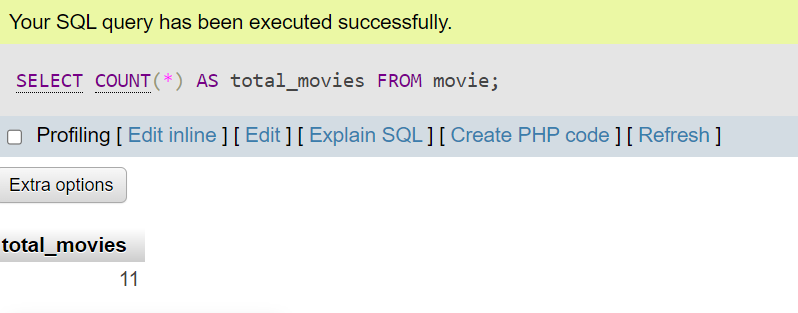 Your SQL query has been executed successfully.
SELECT COUNT(*) AS total_movies FROM movie;
Profiling [ Edit inline ] [ Edit ] [ Explain SQL ] [ Create PHP code ] [ Refresh ]
Extra options
total_movies
11